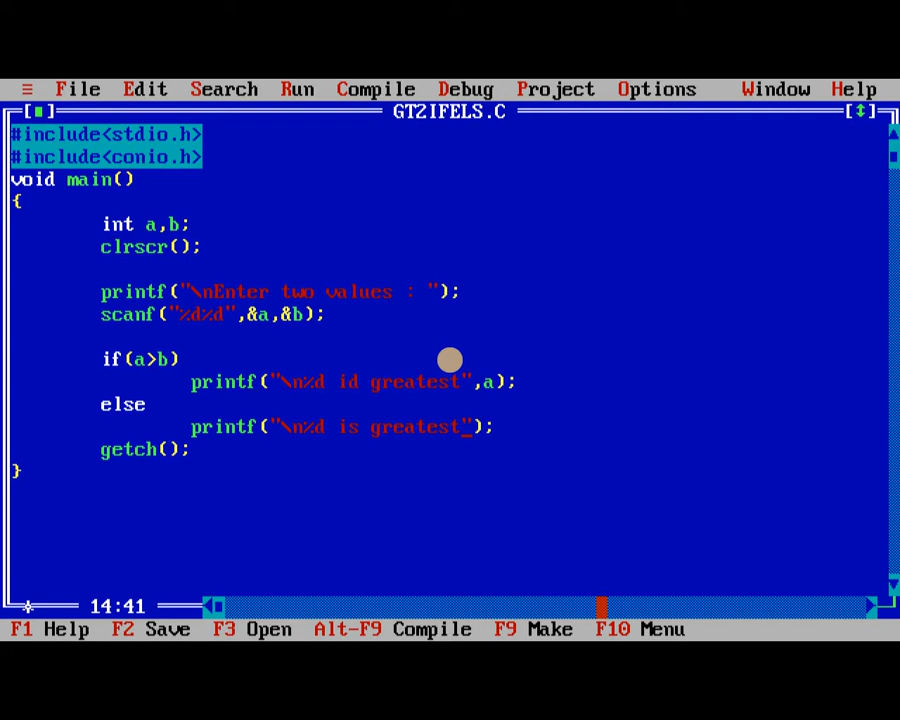 ≡ File Edit Search Run Compile Debug Project Options Window Help
[■] GT2IFELS.C [↕]
#include<stdio.h>
#include<conio.h>
void main()
{
int a,b;
clrscr();
printf("\nEnter two values : ");
scanf("%d%d",&a,&b);
if(a>b)
printf("\n%d id greatest",a);
else
printf("\n%d is greatest");
getch();
}
14:41
F1 Help F2 Save F3 Open Alt-F9 Compile F9 Make F10 Menu